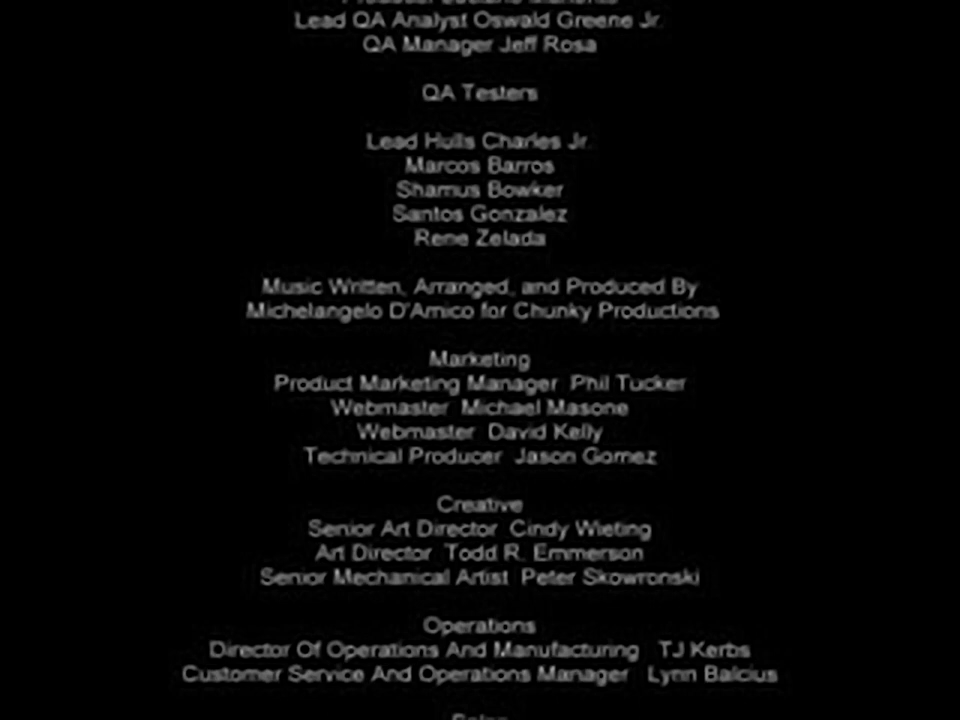 Lead QA Analyst Oswald Greene Jr.
QA Manager Jeff Rosa
QA Testers
Lead Hulls Charles Jr.
Marcos Barros
Shamus Bowker
Santos Gonzalez
Rene Zelada
Music Written, Arranged, and Produced By
Michelangelo D'Amico for Chunky Productions
Marketing
Product Marketing Manager Phil Tucker
Webmaster Michael Masone
Webmaster David Kelly
Technical Producer Jason Gomez
Creative
Senior Art Director Cindy Wieting
Art Director Todd R. Emmerson
Senior Mechanical Artist Peter Skowronski
Operations
Director Of Operations And Manufacturing TJ Kerbs
Customer Service And Operations Manager Lynn Balcius